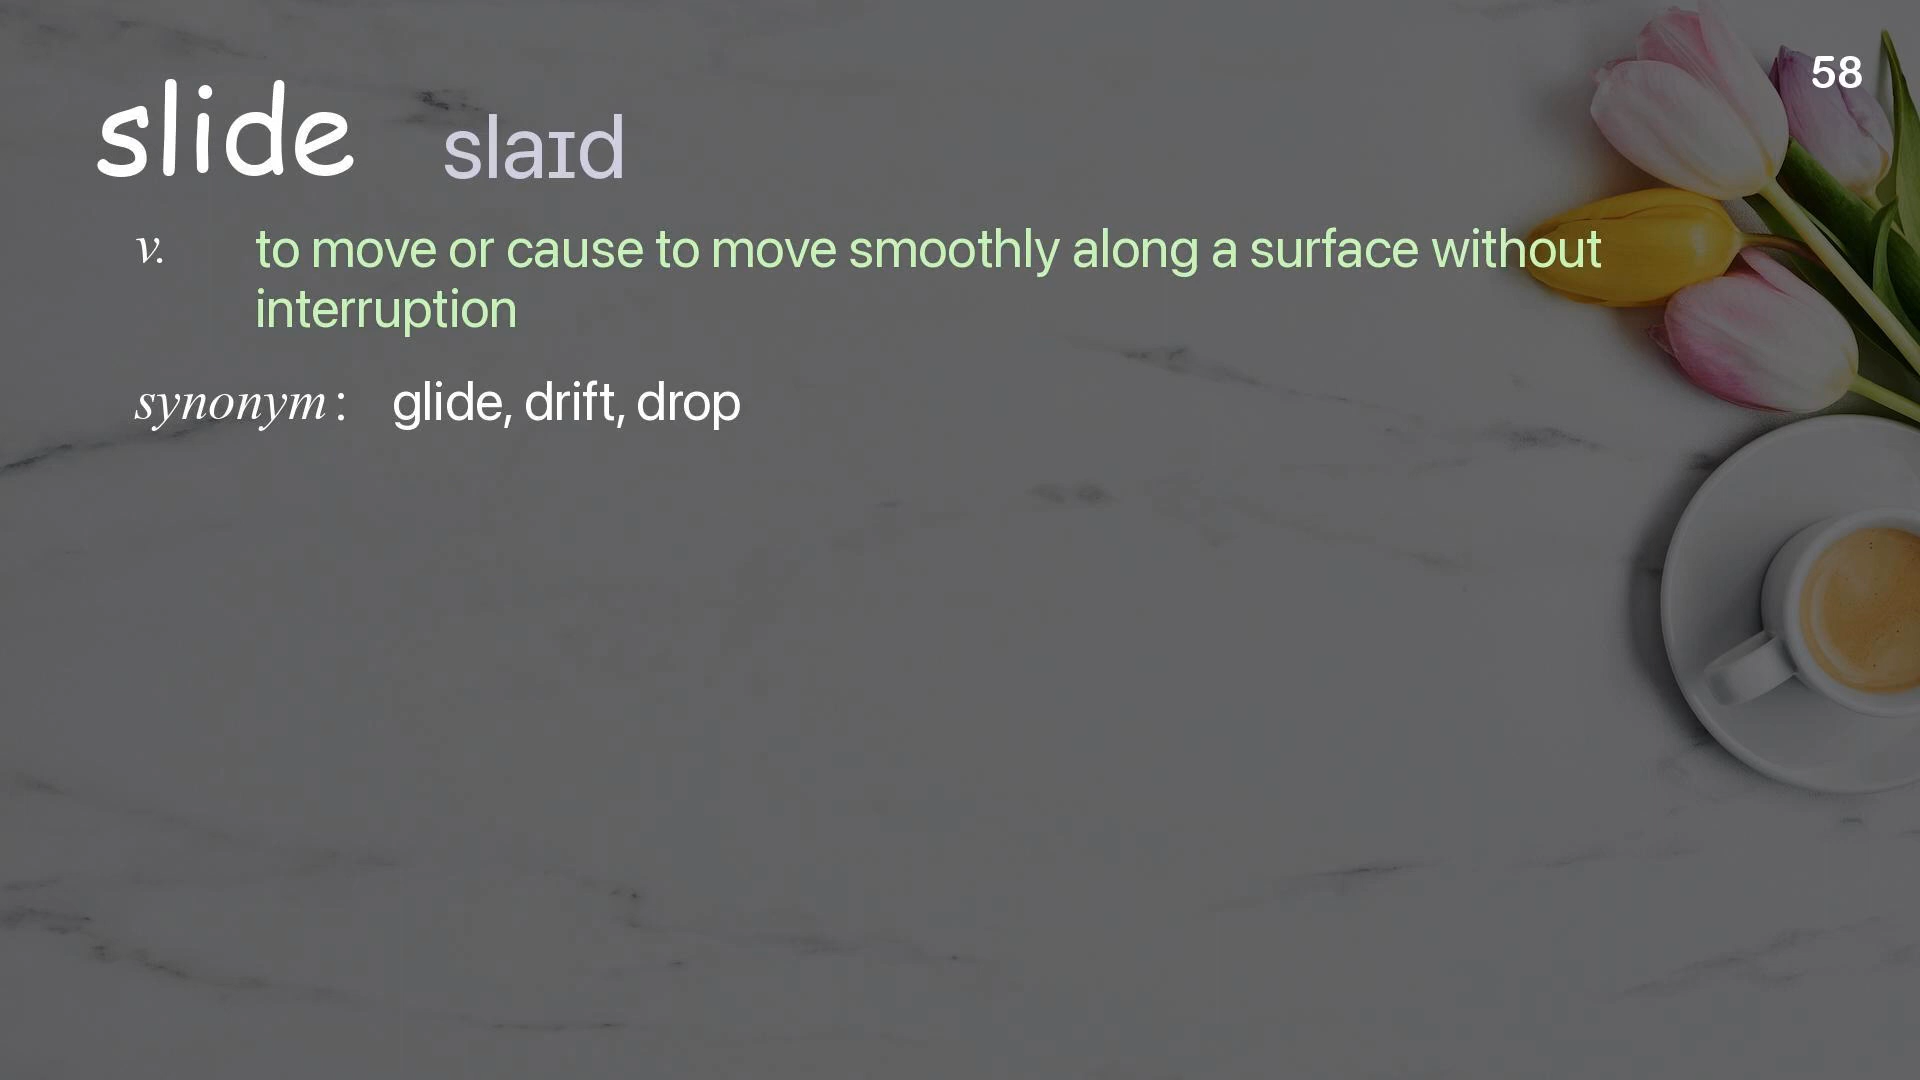 58
slide slaɪd
v. to move or cause to move smoothly along a surface without
interruption
synonym : glide, drift, drop